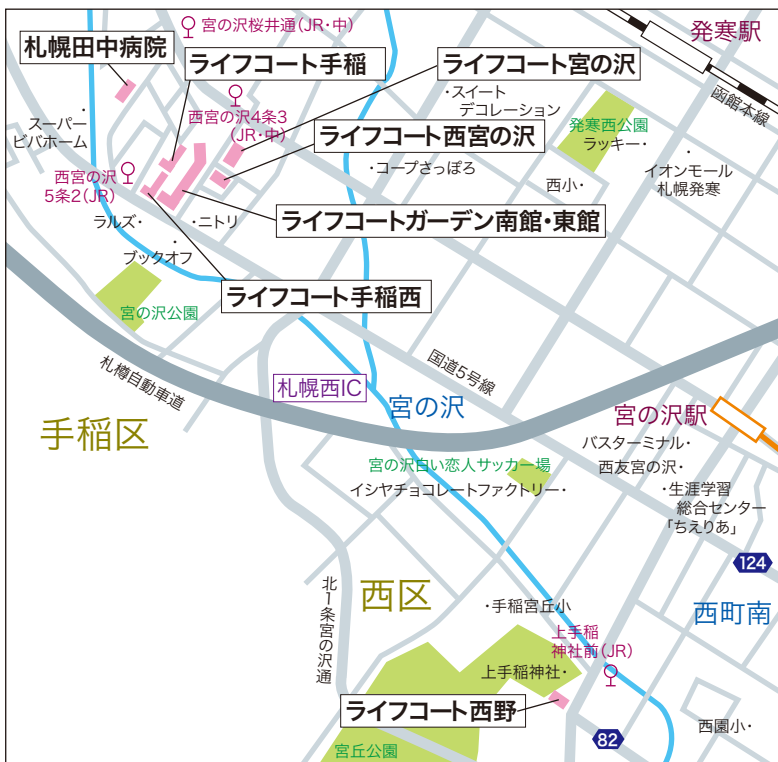 宮の沢桜井通(JR・中)
発寒駅
札幌田中病院
ライフコート手稲
ライフコート宮の沢
函館本線
・スイート
デコレーション
スーパー
ビバホーム
西宮の沢4条3
(JR・中)
ライフコート西宮の沢
発寒西公園
ラッキー・
・イオンモール
札幌発寒
西宮の沢
5条2(JR)
・コープさっぽろ
西小・
ラルズ・
・ニトリ
ライフコートガーデン南館・東館
ブックオフ
ライフコート手稲西
宮の沢公園
札樽自動車道
国道5号線
札幌西IC
宮の沢
宮の沢駅
手稲区
バスターミナル・
宮の沢白い恋人サッカー場
西友宮の沢・
イシヤチョコレートファクトリー・
・生涯学習
総合センター
「ちえりあ」
124
北1条宮の沢通
西区
・手稲宮丘小
西町南
上手稲
神社前(JR)
上手稲神社・
ライフコート西野
西園小・
82
宮丘公園